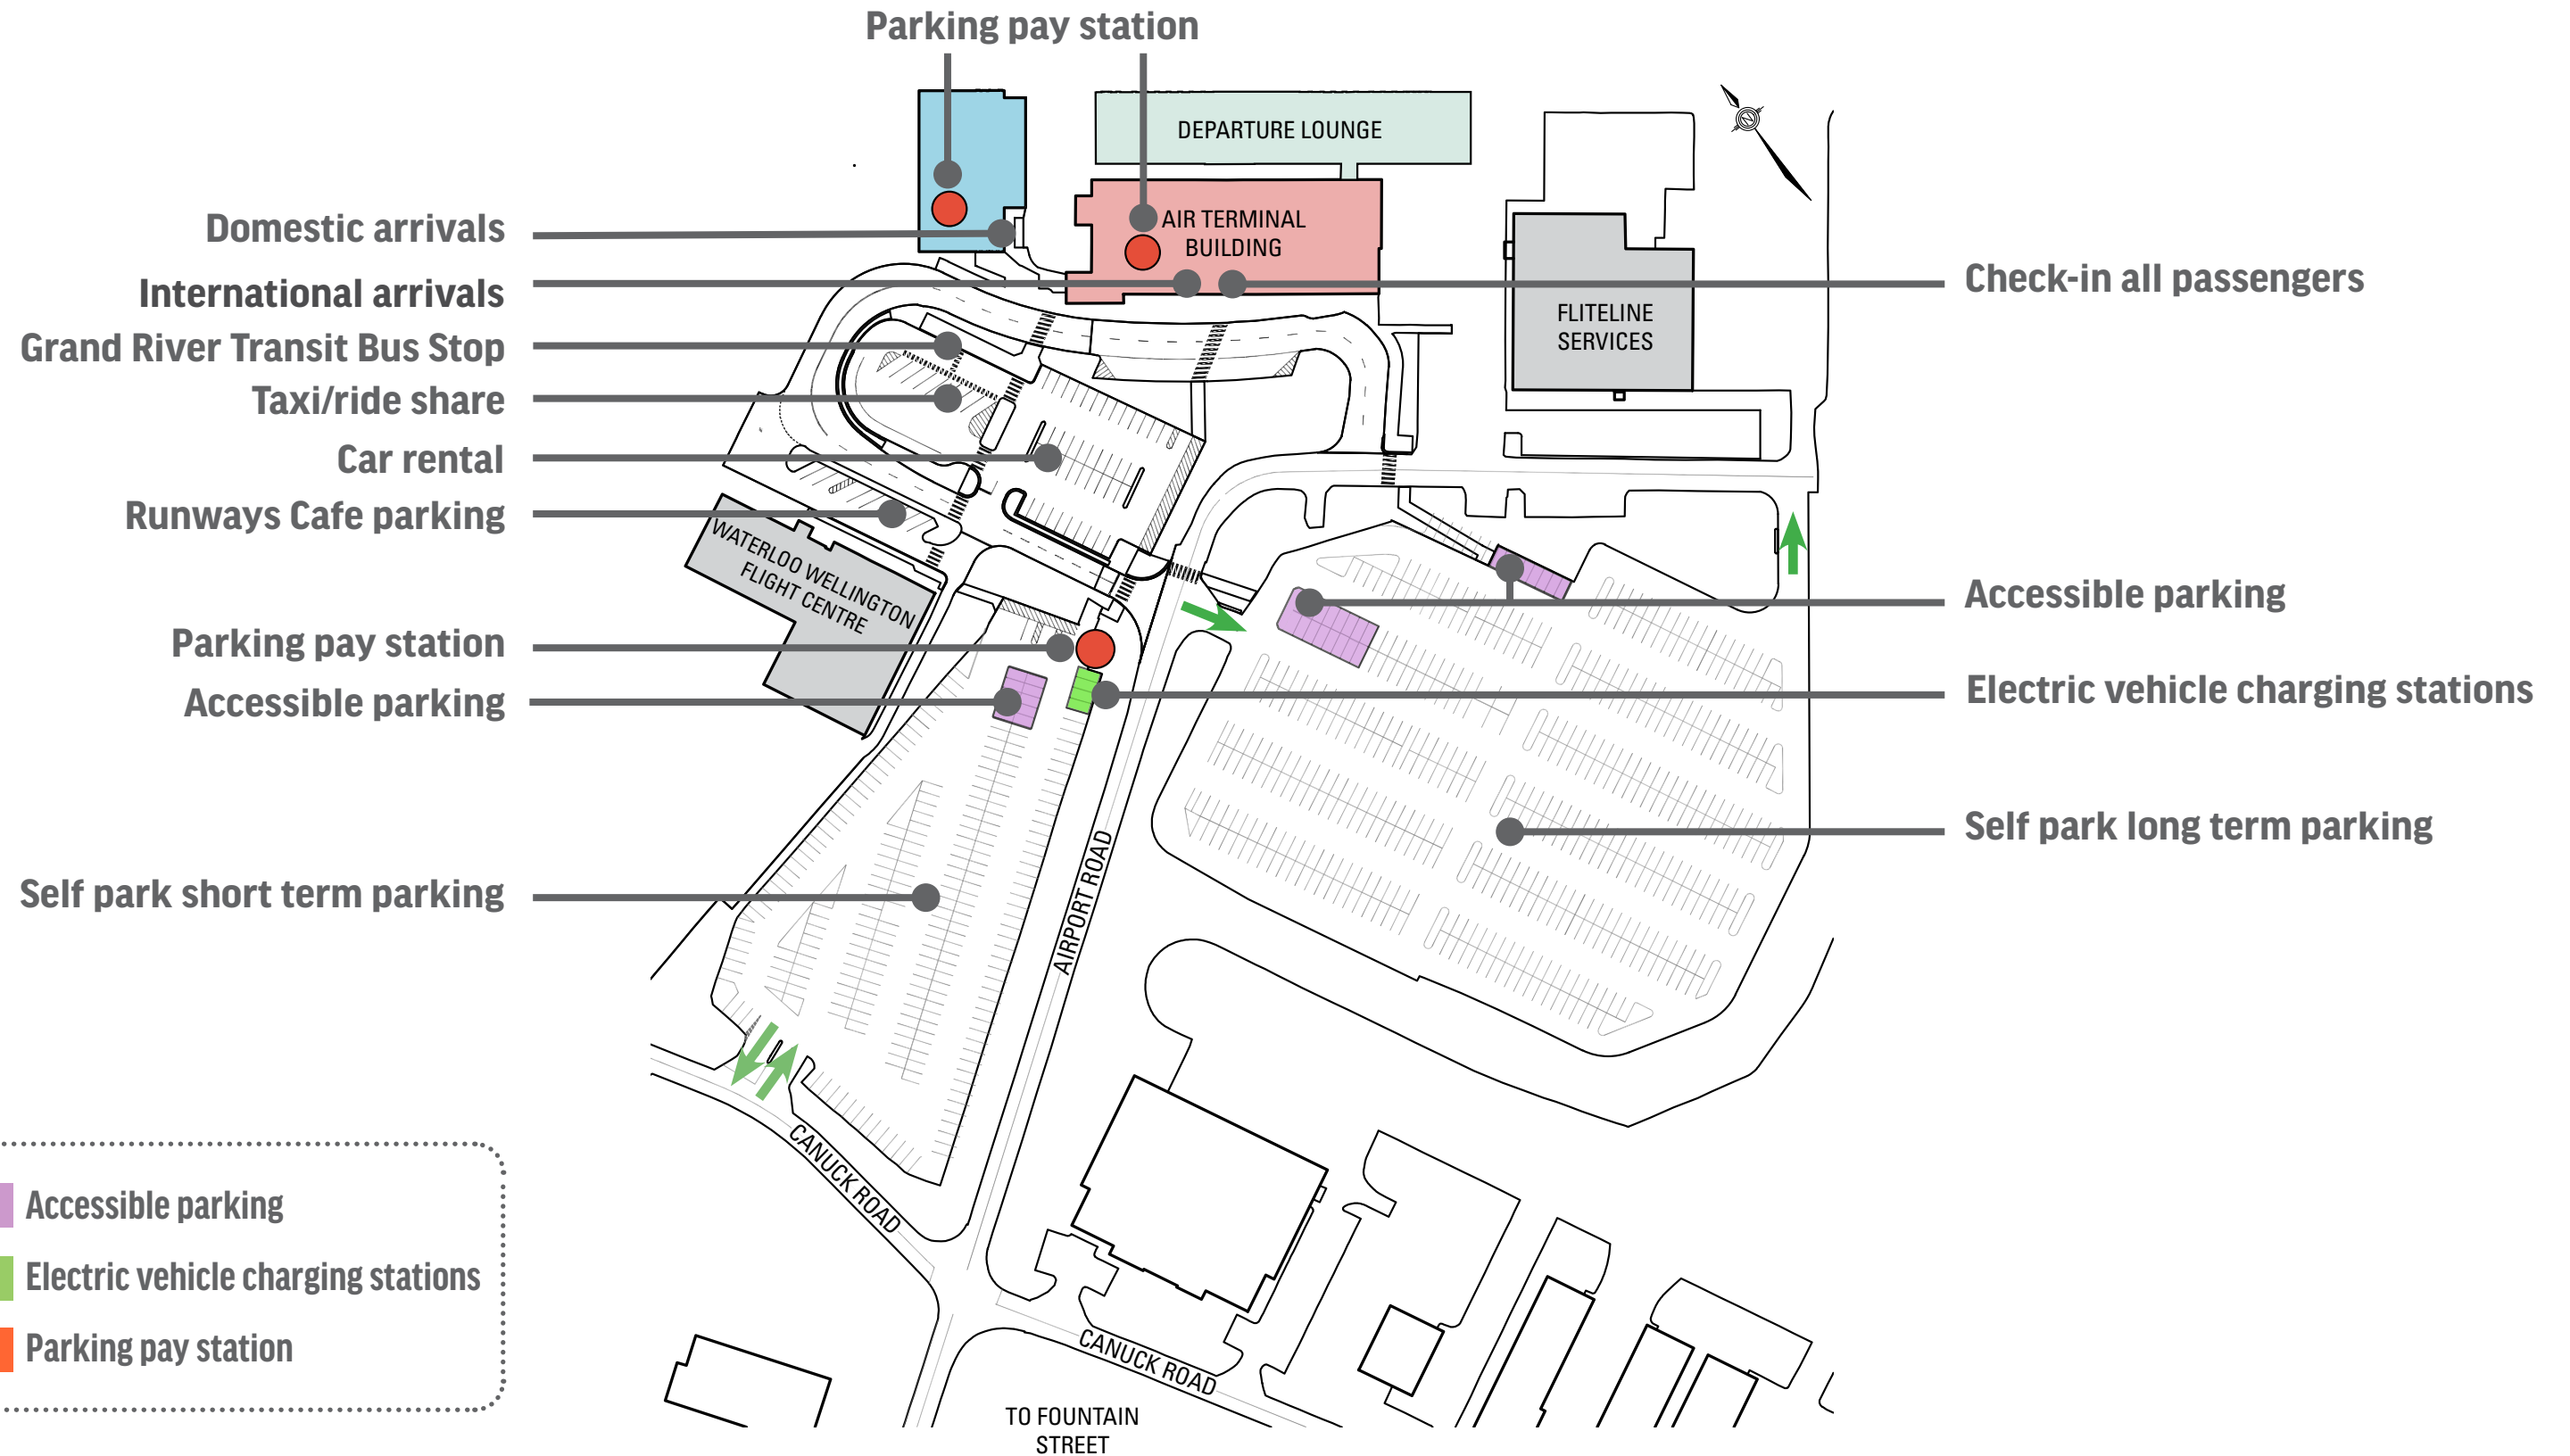 Parking pay station
DEPARTURE LOUNGE
N
AIR TERMINAL
BUILDING
Domestic arrivals
International arrivals
Check-in all passengers
FLITELINE
SERVICES
Grand River Transit Bus Stop
Taxi/ride share
Car rental
Runways Cafe parking
WATERLOO WELLINGTON
FLIGHT CENTRE
Parking pay station
Accessible parking
Accessible parking
Electric vehicle charging stations
Self park long term parking
Self park short term parking
AIRPORT ROAD
CANUCK ROAD
Accessible parking
Electric vehicle charging stations
Parking pay station
CANUCK ROAD
TO FOUNTAIN
STREET